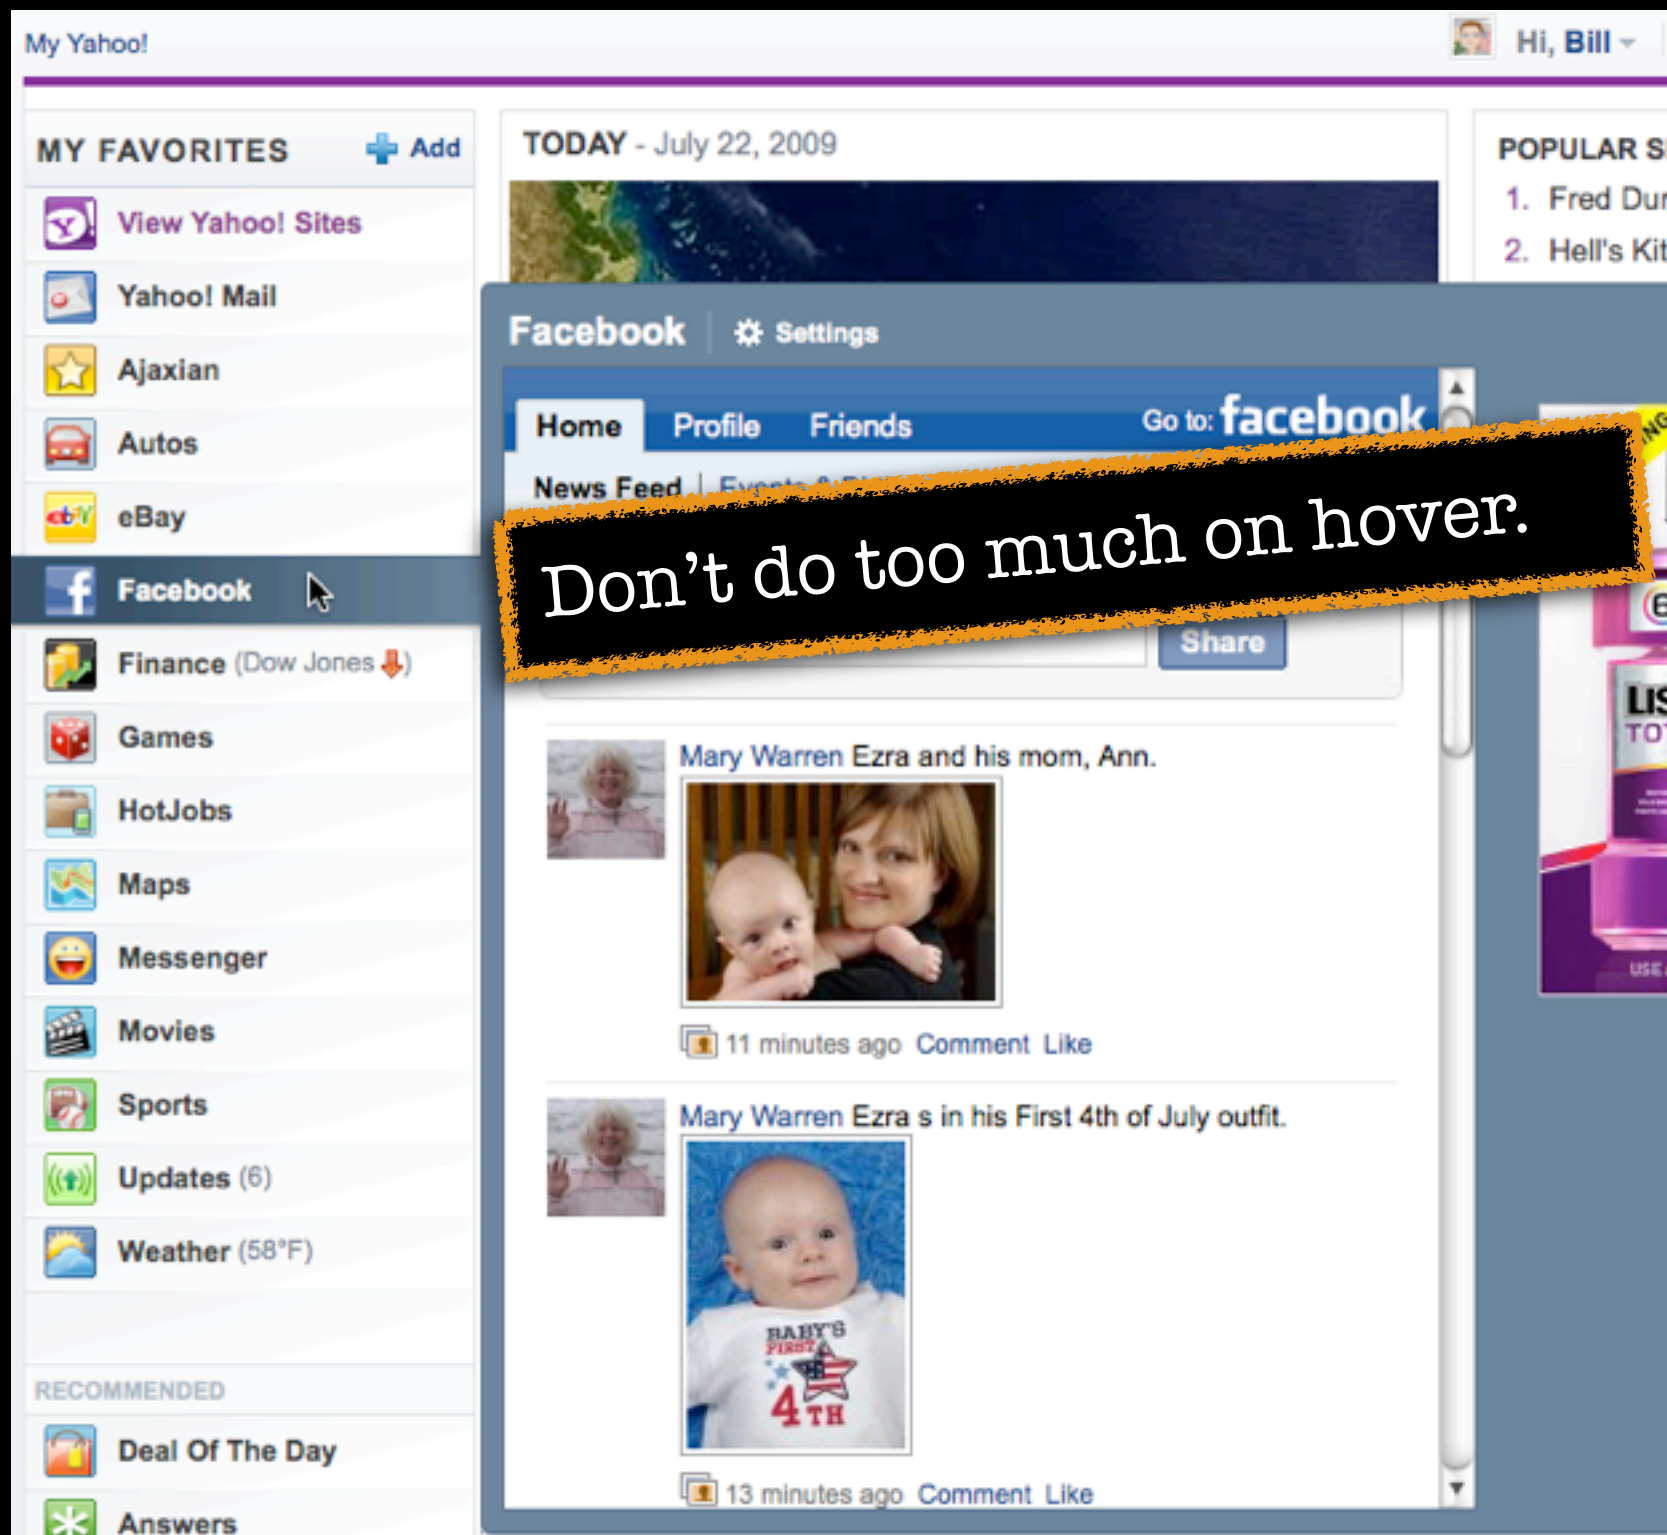 My Yahoo!
Hi, Bill
MY FAVORITES
Add
View Yahoo! Sites
Yahoo! Mail
Ajaxian
Autos
eBay
Facebook
Finance (Dow Jones)
Games
HotJobs
Maps
Messenger
Movies
Sports
Updates (6)
Weather (58°F)
RECOMMENDED
Deal Of The Day
Answers
TODAY - July 22, 2009
Facebook
Settings
Home Profile Friends Go to: facebook
News Feed | Events &
Don't do too much on hover.
Share
Mary Warren Ezra and his mom, Ann.
11 minutes ago Comment Like
Mary Warren Ezra s in his First 4th of July outfit.
BABY'S
FIRST
4TH
13 minutes ago Comment Like
POPULAR
1. Fred
2. Hell's
USE